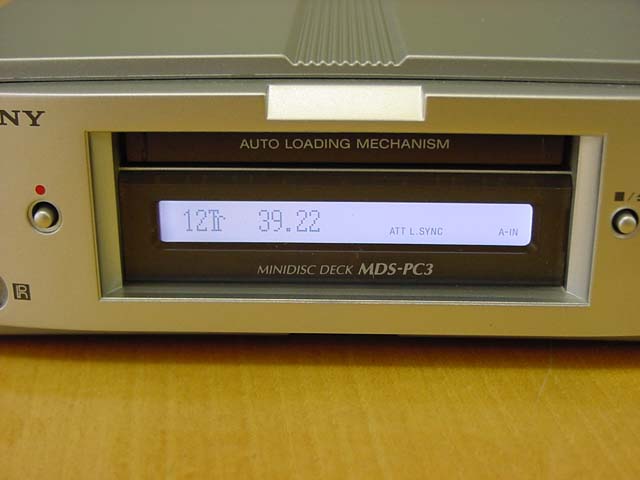 NY
AUTO LOADING MECHANISM
12Tr 39.22 ATT L.SYNC A-IN
MINIDISC DECK MDS-PC3
R